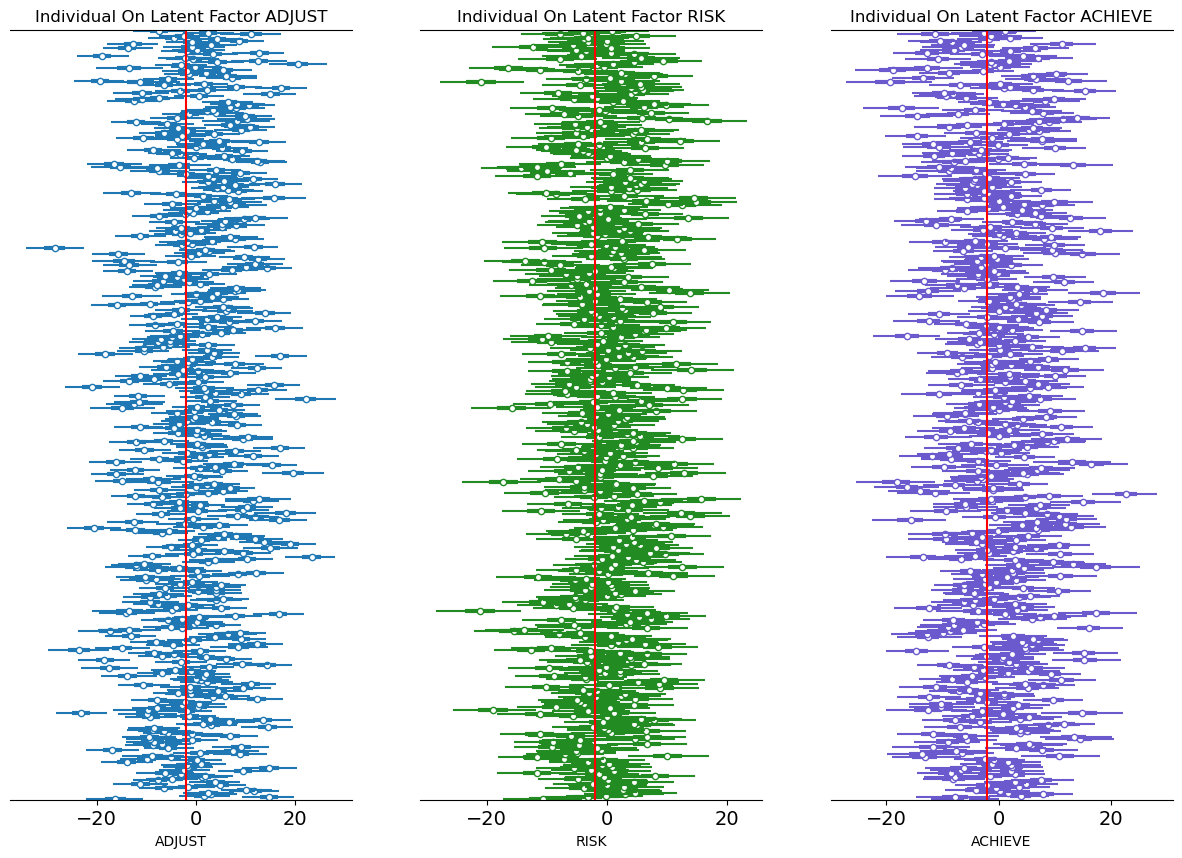 Individual On Latent Factor ADJUST
Individual On Latent Factor RISK
Individual On Latent Factor ACHIEVE
−20 0 20
−20 0 20
−20 0 20
ADJUST
RISK
ACHIEVE